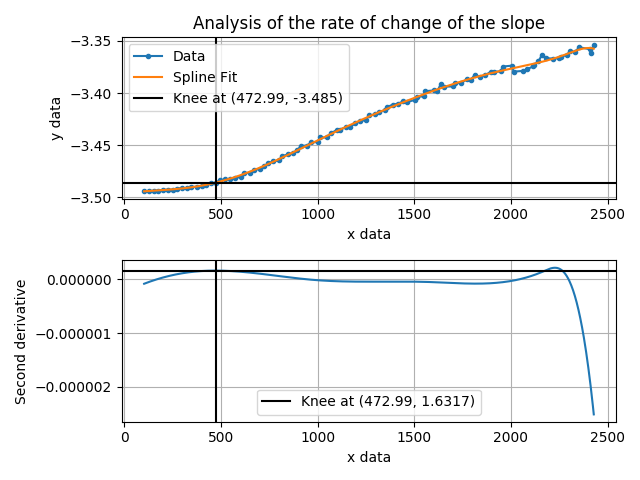 Analysis of the rate of change of the slope
−3.35
−3.40
−3.45
−3.50
y data
Data
Spline Fit
Knee at (472.99, -3.485)
0
500
1000
1500
2000
2500
x data
0.000000
−0.000001
−0.000002
Second derivative
Knee at (472.99, 1.6317)
0
500
1000
1500
2000
2500
x data